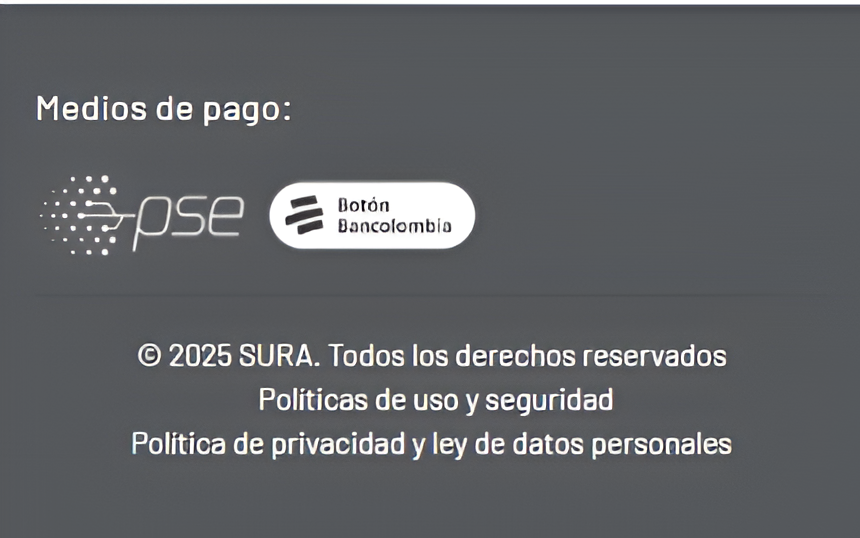 Medios de pago:
pse
Botón
Bancolombia
© 2025 SURA. Todos los derechos reservados
Políticas de uso y seguridad
Política de privacidad y ley de datos personales